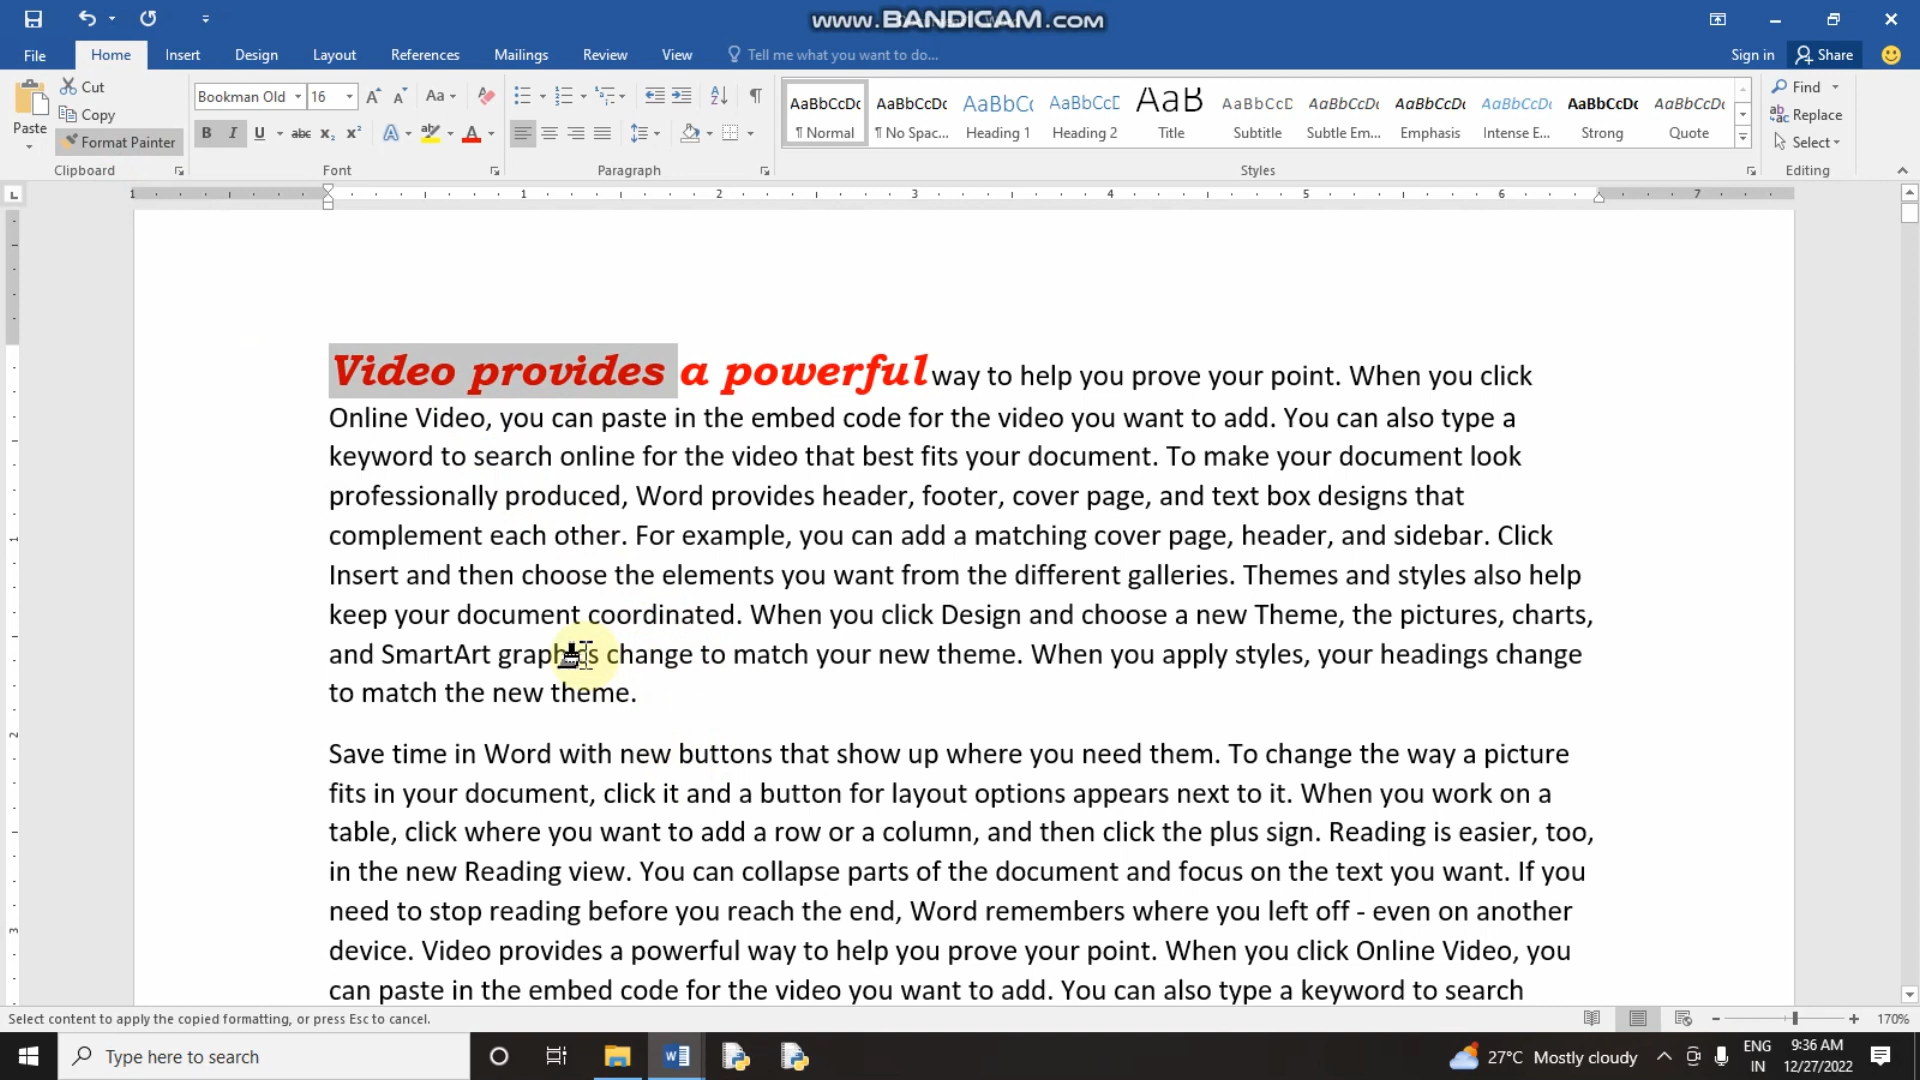 www.BANDICAM.com
File Home Insert Design Layout References Mailings Review View Tell me what you want to do... Sign in Share
Paste
Cut
Copy
Format Painter
Clipboard
Bookman Old 16 Aa
B I U abc x₂ x² A A
Font
Paragraph
AaBbCcDc AaBbCcDc AaBbCc AaBbCcD AaB AaBbCcD AaBbCcDc AaBbCcDc AaBbCcDc AaBbCcDc AaBbCcDc
¶ Normal ¶ No Spac... Heading 1 Heading 2 Title Subtitle Subtle Em... Emphasis Intense E... Strong Quote
Styles
Find
Replace
Select
Editing
1 1 2 3 4 5 6 7
Video provides a powerful way to help you prove your point. When you click
Online Video, you can paste in the embed code for the video you want to add. You can also type a
keyword to search online for the video that best fits your document. To make your document look
professionally produced, Word provides header, footer, cover page, and text box designs that
complement each other. For example, you can add a matching cover page, header, and sidebar. Click
Insert and then choose the elements you want from the different galleries. Themes and styles also help
keep your document coordinated. When you click Design and choose a new Theme, the pictures, charts,
and SmartArt graphics change to match your new theme. When you apply styles, your headings change
to match the new theme.
Save time in Word with new buttons that show up where you need them. To change the way a picture
fits in your document, click it and a button for layout options appears next to it. When you work on a
table, click where you want to add a row or a column, and then click the plus sign. Reading is easier, too,
in the new Reading view. You can collapse parts of the document and focus on the text you want. If you
need to stop reading before you reach the end, Word remembers where you left off - even on another
device. Video provides a powerful way to help you prove your point. When you click Online Video, you
can paste in the embed code for the video you want to add. You can also type a keyword to search
Select content to apply the copied formatting, or press Esc to cancel.
170%
Type here to search
27°C Mostly cloudy
ENG
IN
9:36 AM
12/27/2022